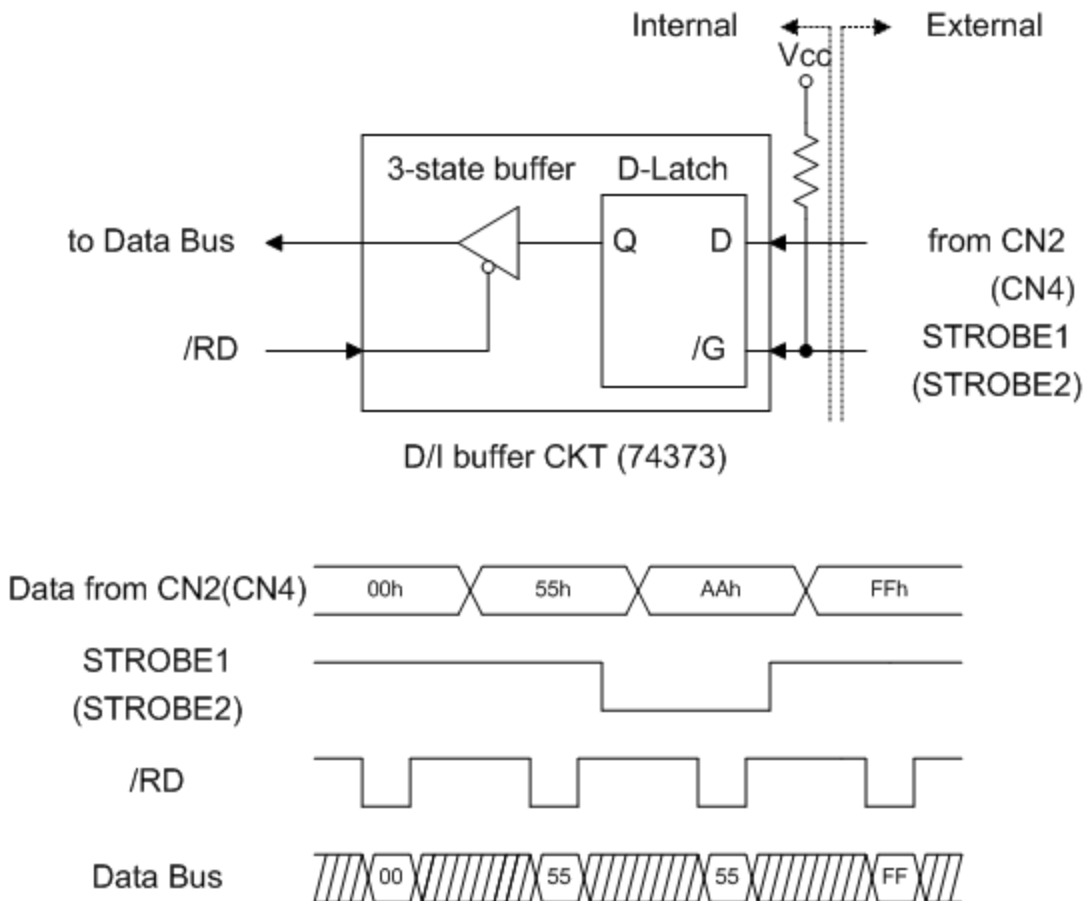 Internal External
Vcc
3-state buffer D-Latch
to Data Bus Q D from CN2
(CN4)
/RD /G STROBE1
(STROBE2)
D/I buffer CKT (74373)
Data from CN2(CN4) 00h 55h AAh FFh
STROBE1
(STROBE2)
/RD
Data Bus 00 55 55 FF